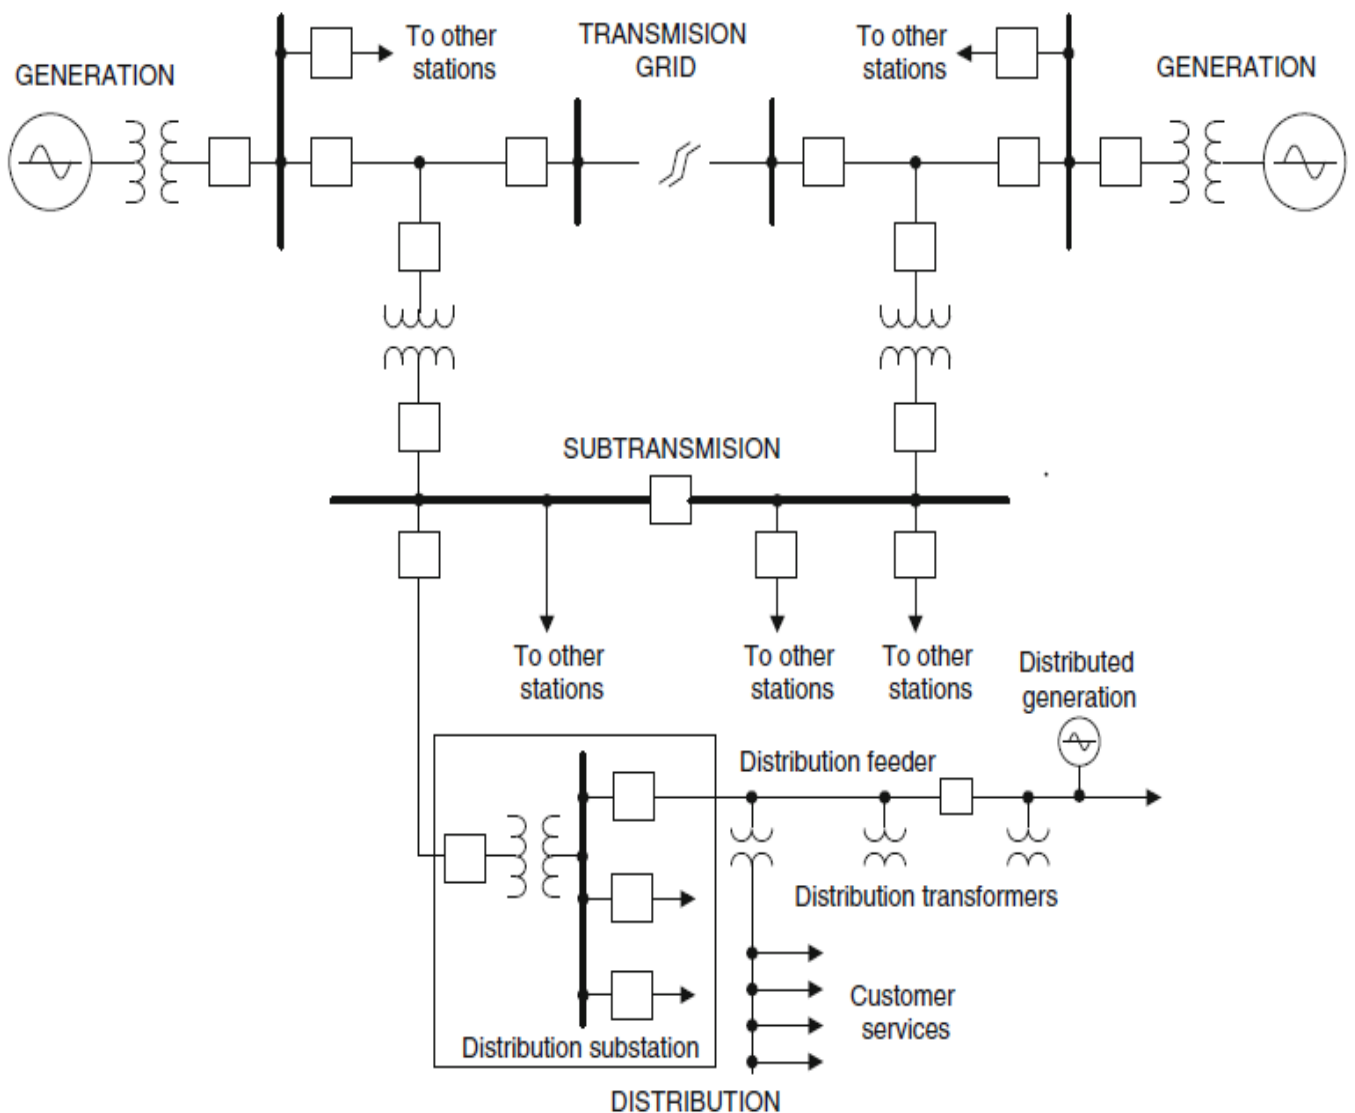 GENERATION
To other
stations
TRANSMISION
GRID
To other
stations
GENERATION
SUBTRANSMISION
To other
stations
To other
stations
To other
stations
Distributed
generation
Distribution feeder
Distribution transformers
Customer
services
Distribution substation
DISTRIBUTION